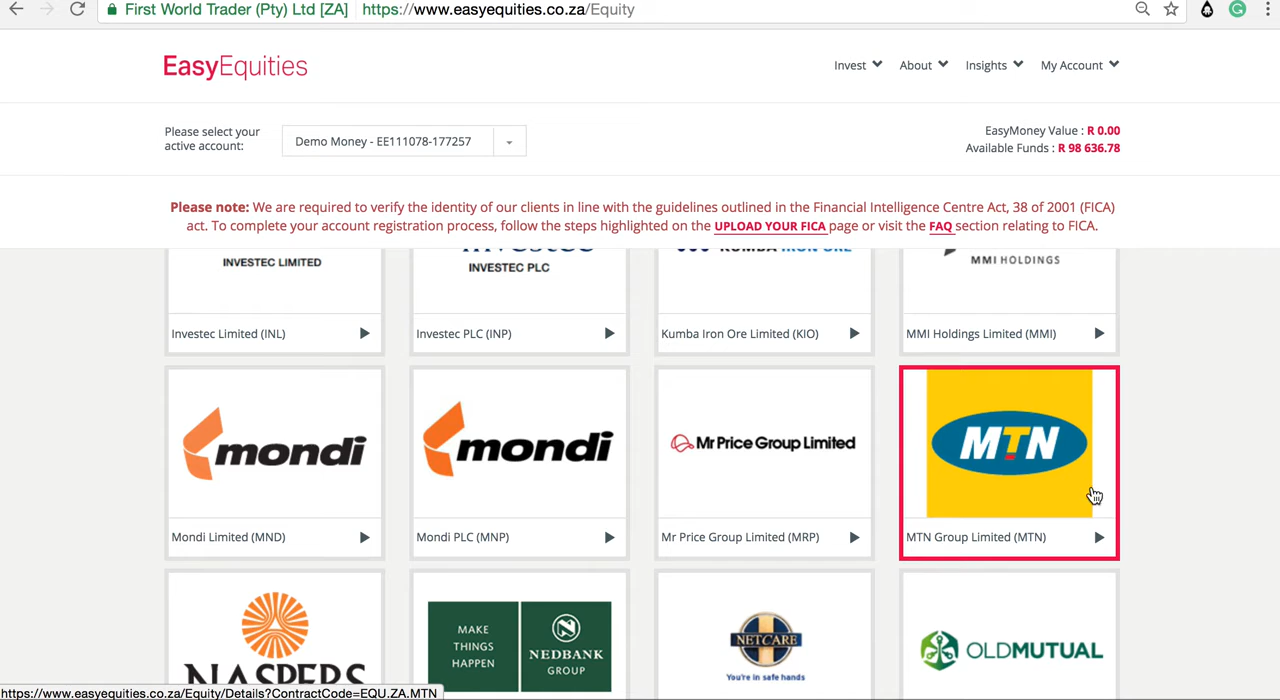 First World Trader (Pty) Ltd [ZA] https://www.easyequities.co.za/Equity
EasyEquities
Invest About Insights My Account
Please select your
active account:
Demo Money - EE111078-177257
EasyMoney Value : R 0.00
Available Funds : R 98 636.78
Please note: We are required to verify the identity of our clients in line with the guidelines outlined in the Financial Intelligence Centre Act, 38 of 2001 (FICA)
act. To complete your account registration process, follow the steps highlighted on the UPLOAD YOUR FICA page or visit the FAQ section relating to FICA.
INVESTEC LIMITED
Investec
INVESTEC PLC
KUMBA IRON ORE
MMI HOLDINGS
Investec Limited (INL)
Investec PLC (INP)
Kumba Iron Ore Limited (KIO)
MMI Holdings Limited (MMI)
mondi
mondi
Mr Price Group Limited
MTN
Mondi Limited (MND)
Mondi PLC (MNP)
Mr Price Group Limited (MRP)
MTN Group Limited (MTN)
NASPERS
MAKE
THINGS
HAPPEN
NEDBANK
GROUP
NETCARE
You're in safe hands
OLDMUTUAL
https://www.easyequities.co.za/Equity/Details?ContractCode=EQU.ZA.MTN